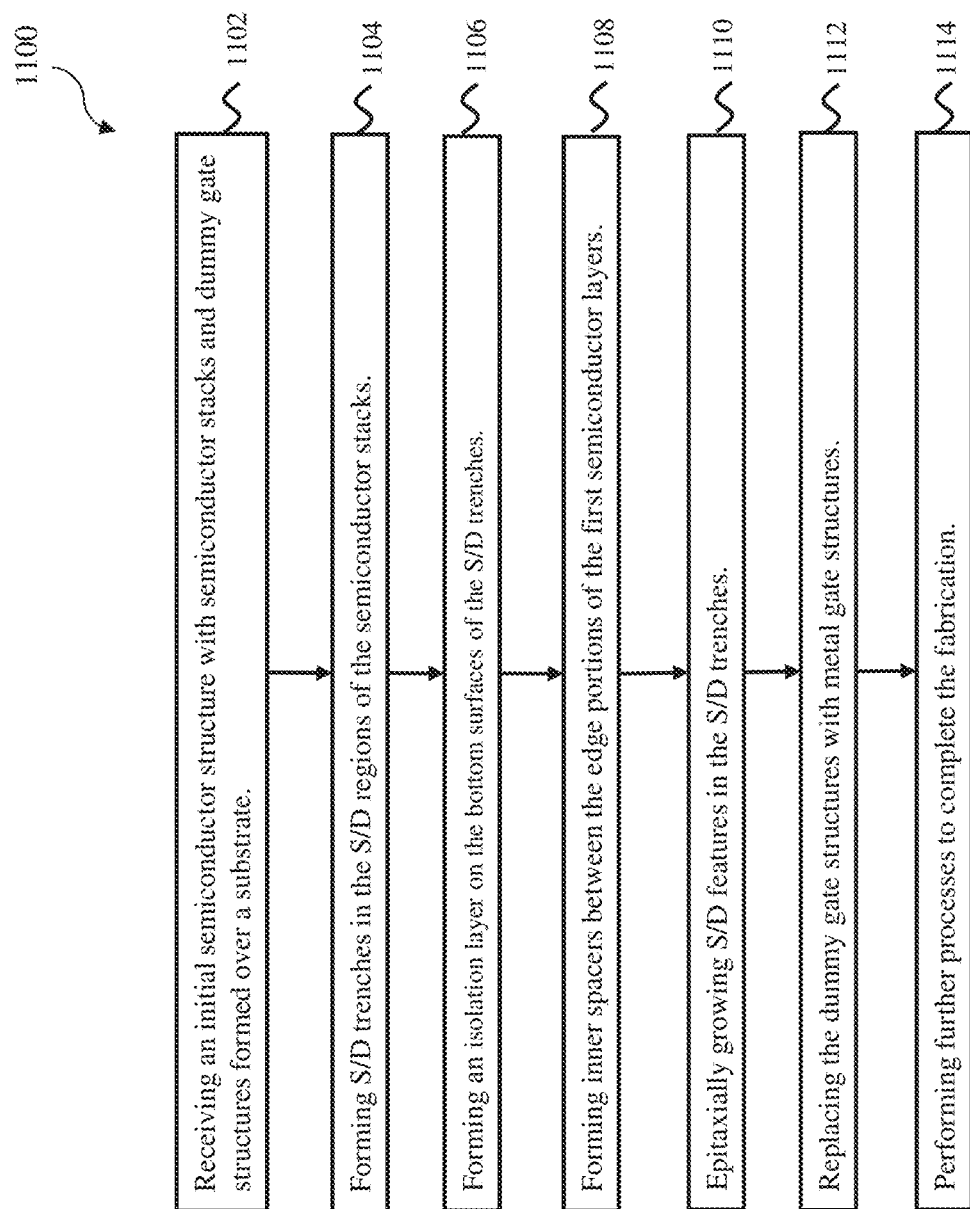 1100
Receiving an initial semiconductor structure with semiconductor stacks and dummy gate
structures formed over a substrate.
1102
Forming S/D trenches in the S/D regions of the semiconductor stacks.
1104
Forming an isolation layer on the bottom surfaces of the S/D trenches.
1106
Forming inner spacers between the edge portions of the first semiconductor layers.
1108
Epitaxially growing S/D features in the S/D trenches.
1110
Replacing the dummy gate structures with metal gate structures.
1112
Performing further processes to complete the fabrication.
1114